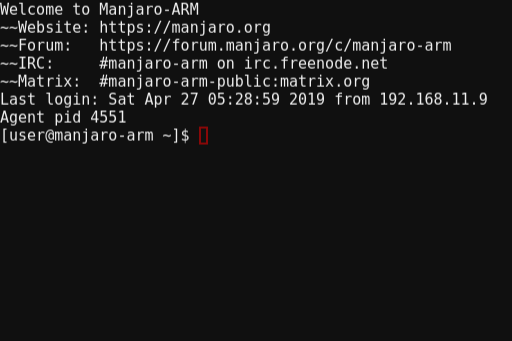 Welcome to Manjaro-ARM
~~Website: https://manjaro.org
~~Forum:   https://forum.manjaro.org/c/manjaro-arm
~~IRC:     #manjaro-arm on irc.freenode.net
~~Matrix:  #manjaro-arm-public:matrix.org
Last login: Sat Apr 27 05:28:59 2019 from 192.168.11.9
Agent pid 4551
[user@manjaro-arm ~]$